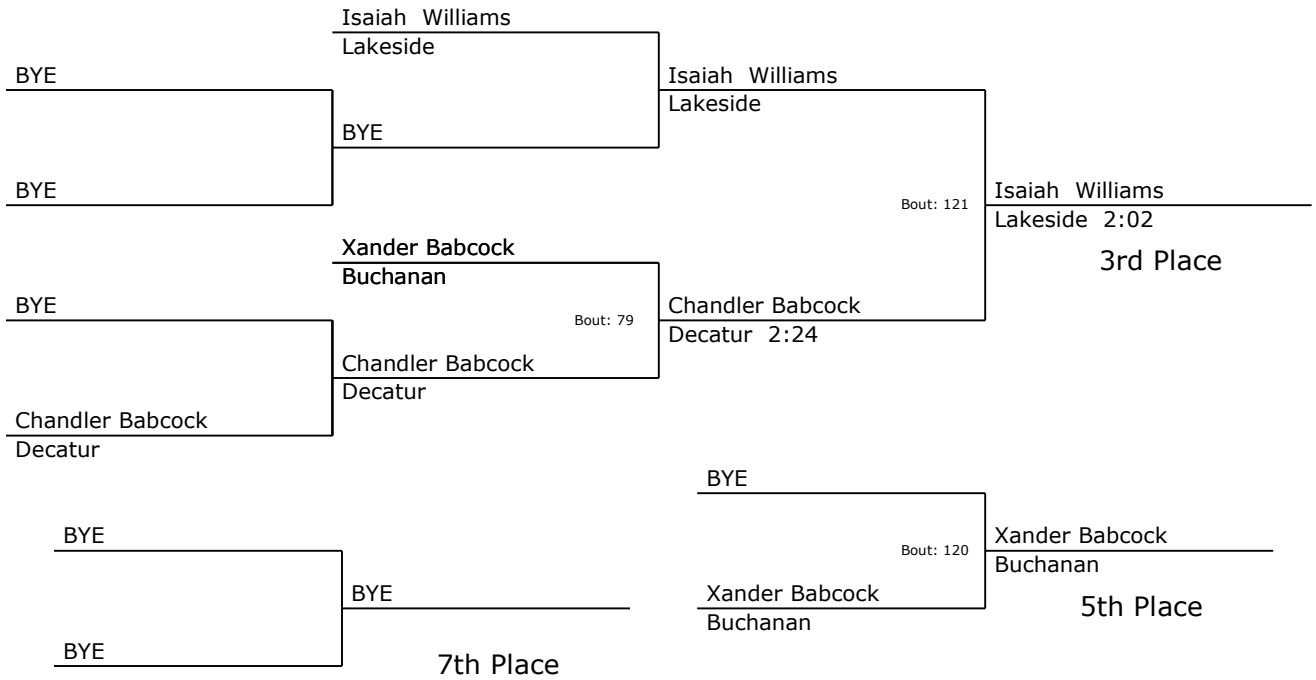 Isaiah  Williams
Lakeside
BYE
Isaiah  Williams
Lakeside
BYE
BYE
Isaiah  Williams
Bout: 121
Lakeside  2:02
Xander Babcock
3rd Place
Buchanan
BYE
Chandler Babcock
Bout: 79
Decatur  2:24
Chandler Babcock
Decatur
Chandler Babcock
Decatur
BYE
BYE
Xander Babcock
Bout: 120
Buchanan
BYE
Xander Babcock
5th Place
Buchanan
BYE
7th Place